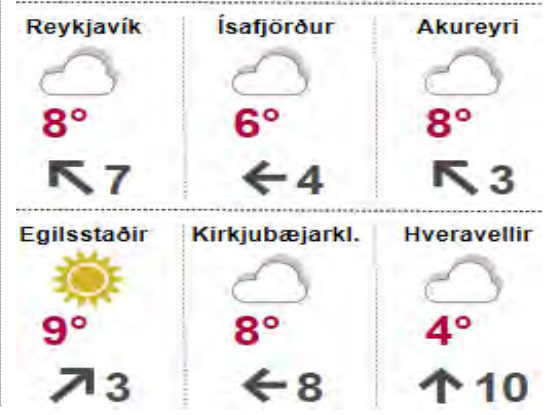 Reykjavík Ísafjörður Akureyri
8° 6° 8°
7 4 3
Egilsstaðir Kirkjubæjarkl. Hveravellir
9° 8° 4°
3 8 10